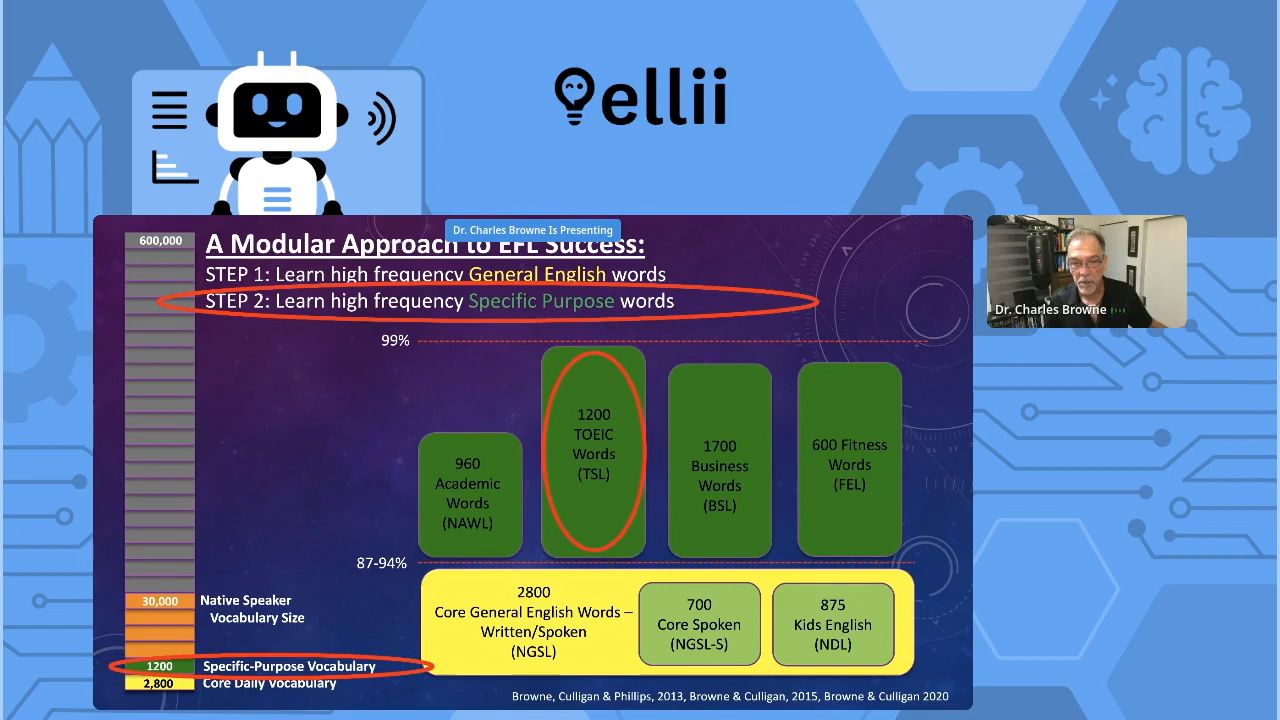 ellii
Dr. Charles Browne Is Presenting
600,000
A Modular Approach to EFL Success:
STEP 1: Learn high frequency General English words
STEP 2: Learn high frequency Specific Purpose words
99%
960
Academic
Words
(NAWL)
1200
TOEIC
Words
(TSL)
1700
Business
Words
(BSL)
600 Fitness
Words
(FEL)
87-94%
2800
Core General English Words –
Written/Spoken
(NGSL)
700
Core Spoken
(NGSL-S)
875
Kids English
(NDL)
30,000 Native Speaker
Vocabulary Size
1200 Specific-Purpose Vocabulary
2,800 Core Daily Vocabulary
Browne, Culligan & Phillips, 2013, Browne & Culligan, 2015, Browne & Culligan 2020
Dr. Charles Browne